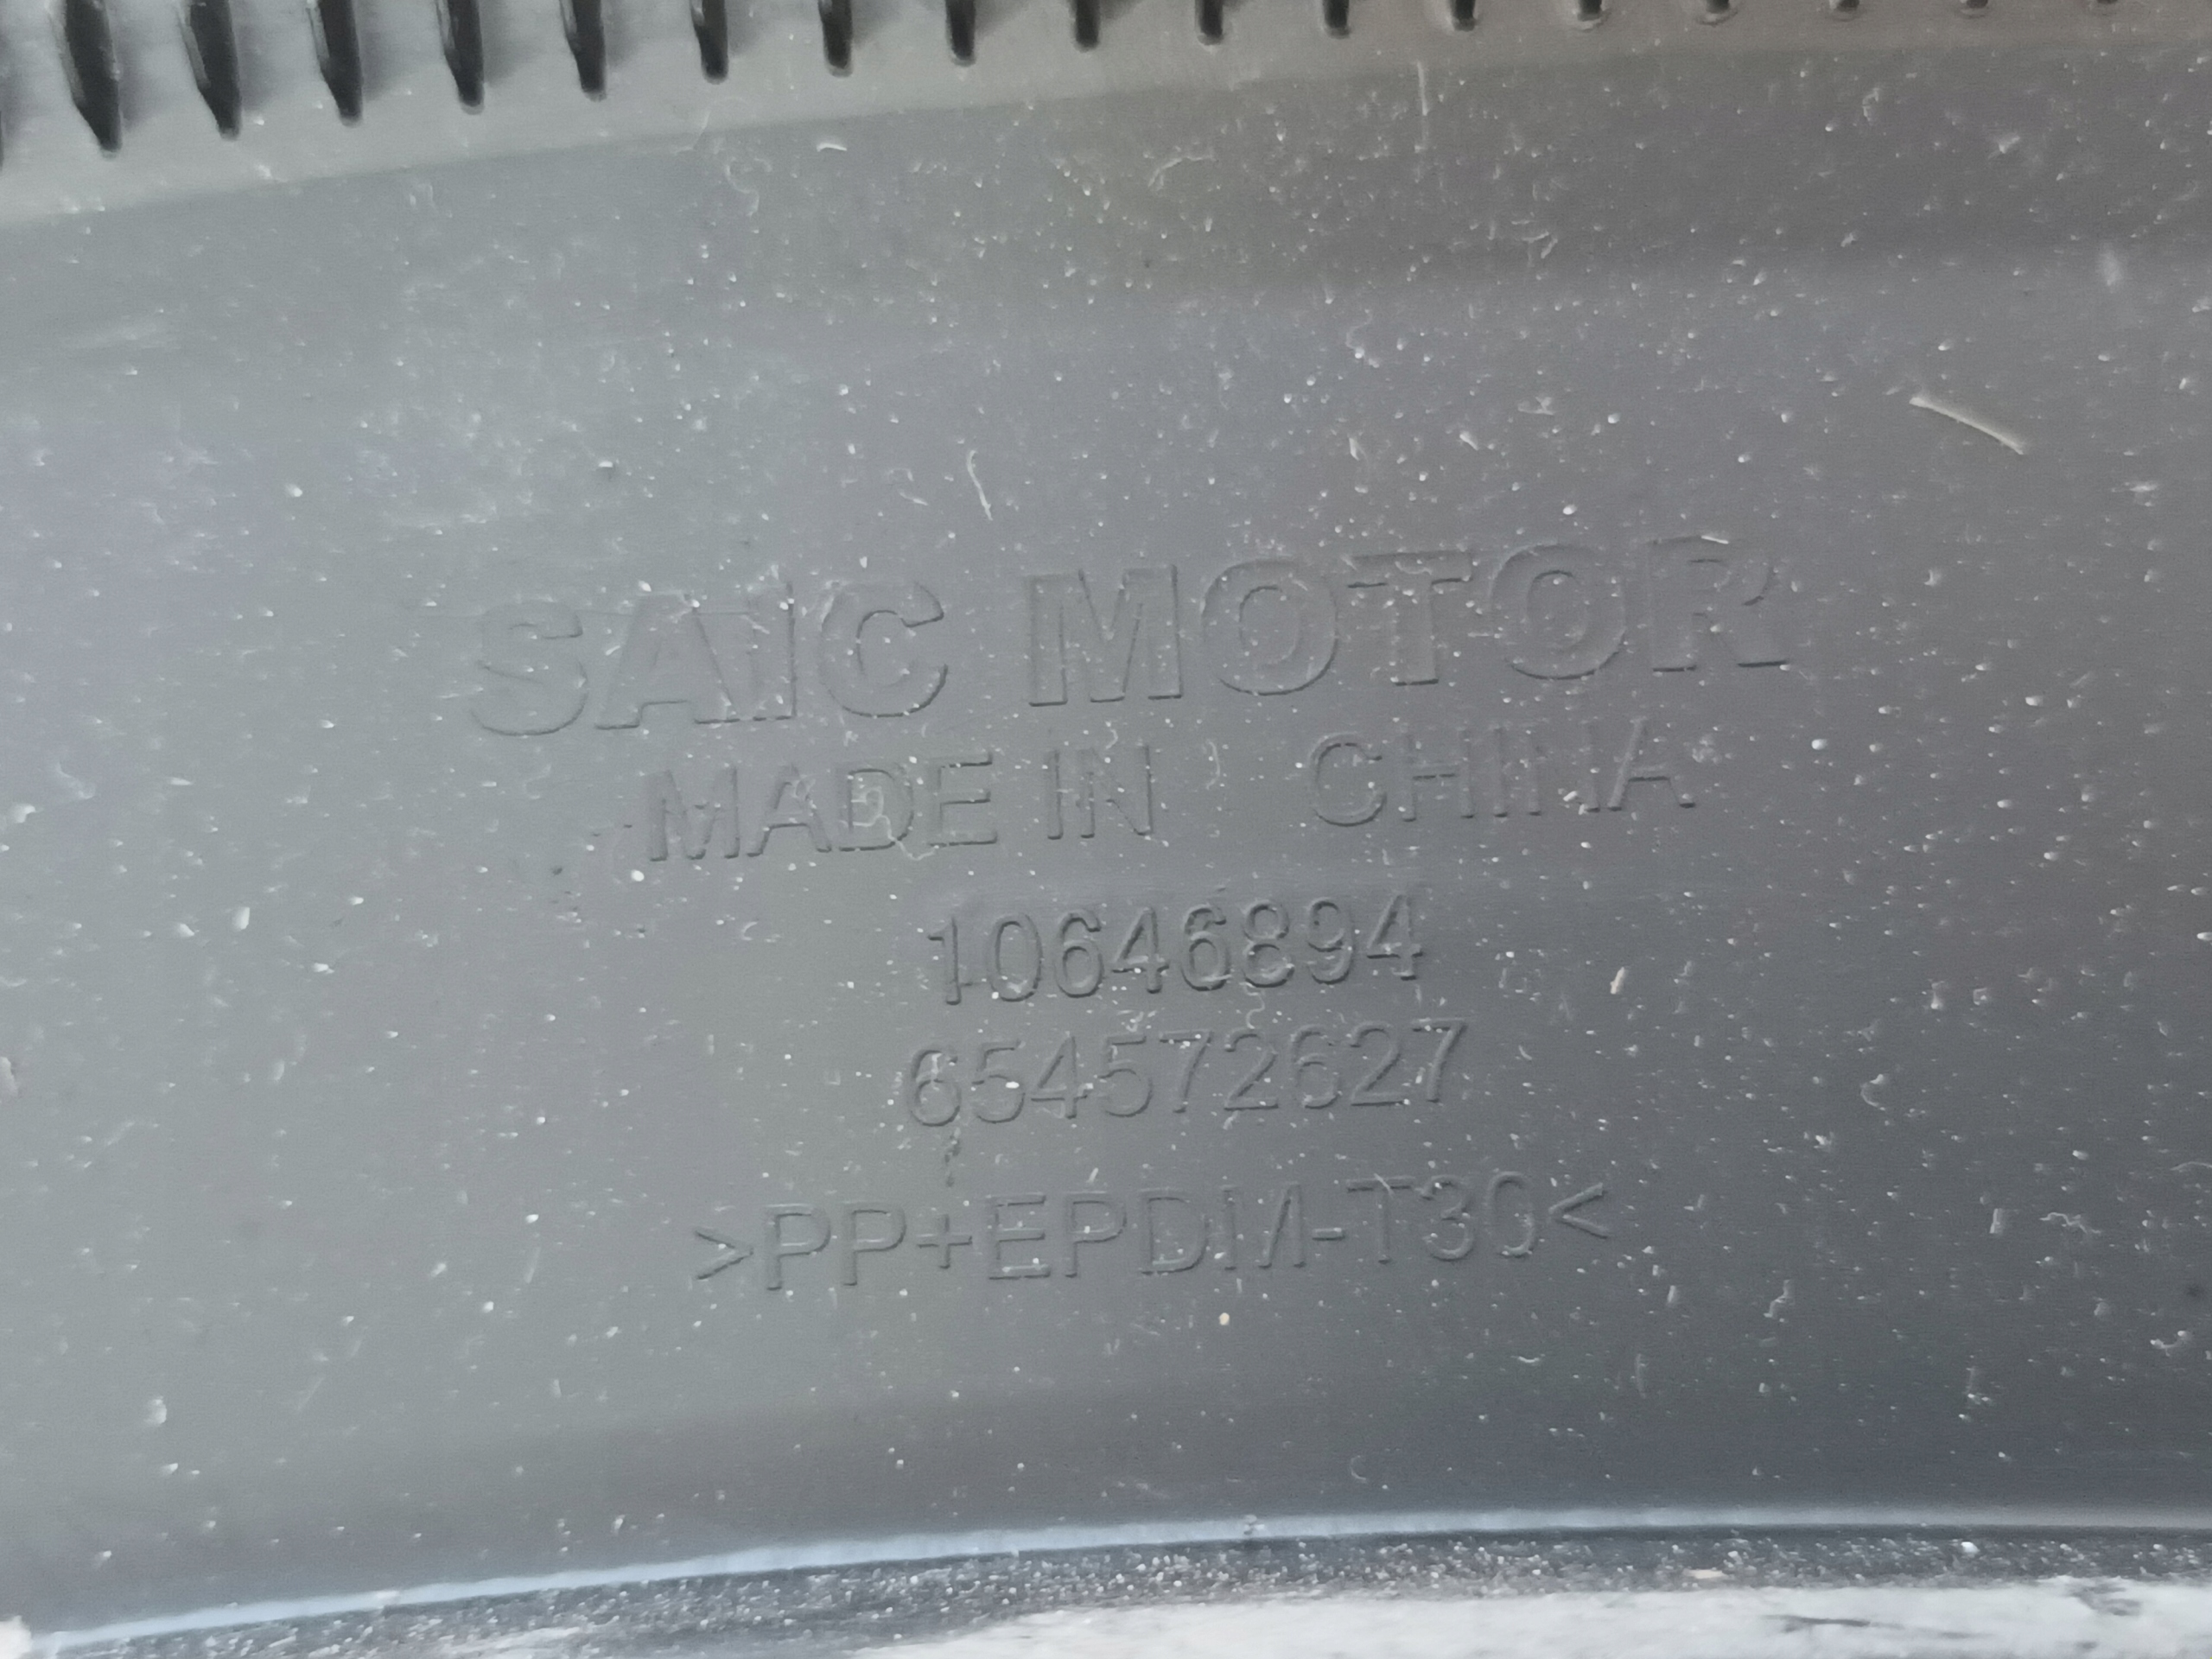 SAIC MOTOR
MADE IN CHINA
10646894
654572627
>PP+EPDM-T30<